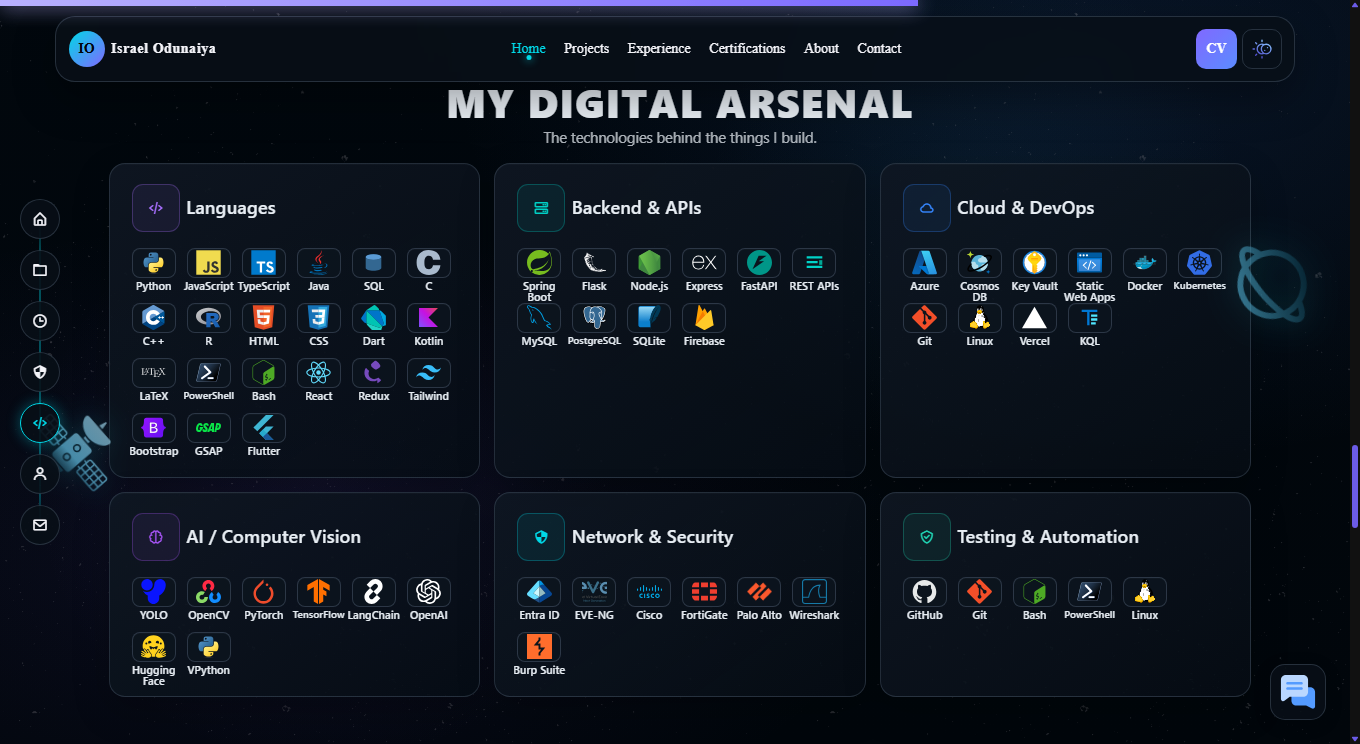 IO Israel Odunaiya Home Projects Experience Certifications About Contact CV
MY DIGITAL ARSENAL
The technologies behind the things I build.
</> Languages
Python JavaScript TypeScript Java SQL C
C++ R HTML CSS Dart Kotlin
LaTeX PowerShell Bash React Redux Tailwind
Bootstrap GSAP Flutter
Backend & APIs
Spring Boot Flask Node.js Express FastAPI REST APIs
MySQL PostgreSQL SQLite Firebase
Cloud & DevOps
Azure Cosmos DB Key Vault Static Web Apps Docker Kubernetes
Git Linux Vercel KQL
AI / Computer Vision
YOLO OpenCV PyTorch TensorFlow LangChain OpenAI
Hugging Face VPython
Network & Security
Entra ID EVE-NG Cisco FortiGate Palo Alto Wireshark
Burp Suite
Testing & Automation
GitHub Git Bash PowerShell Linux